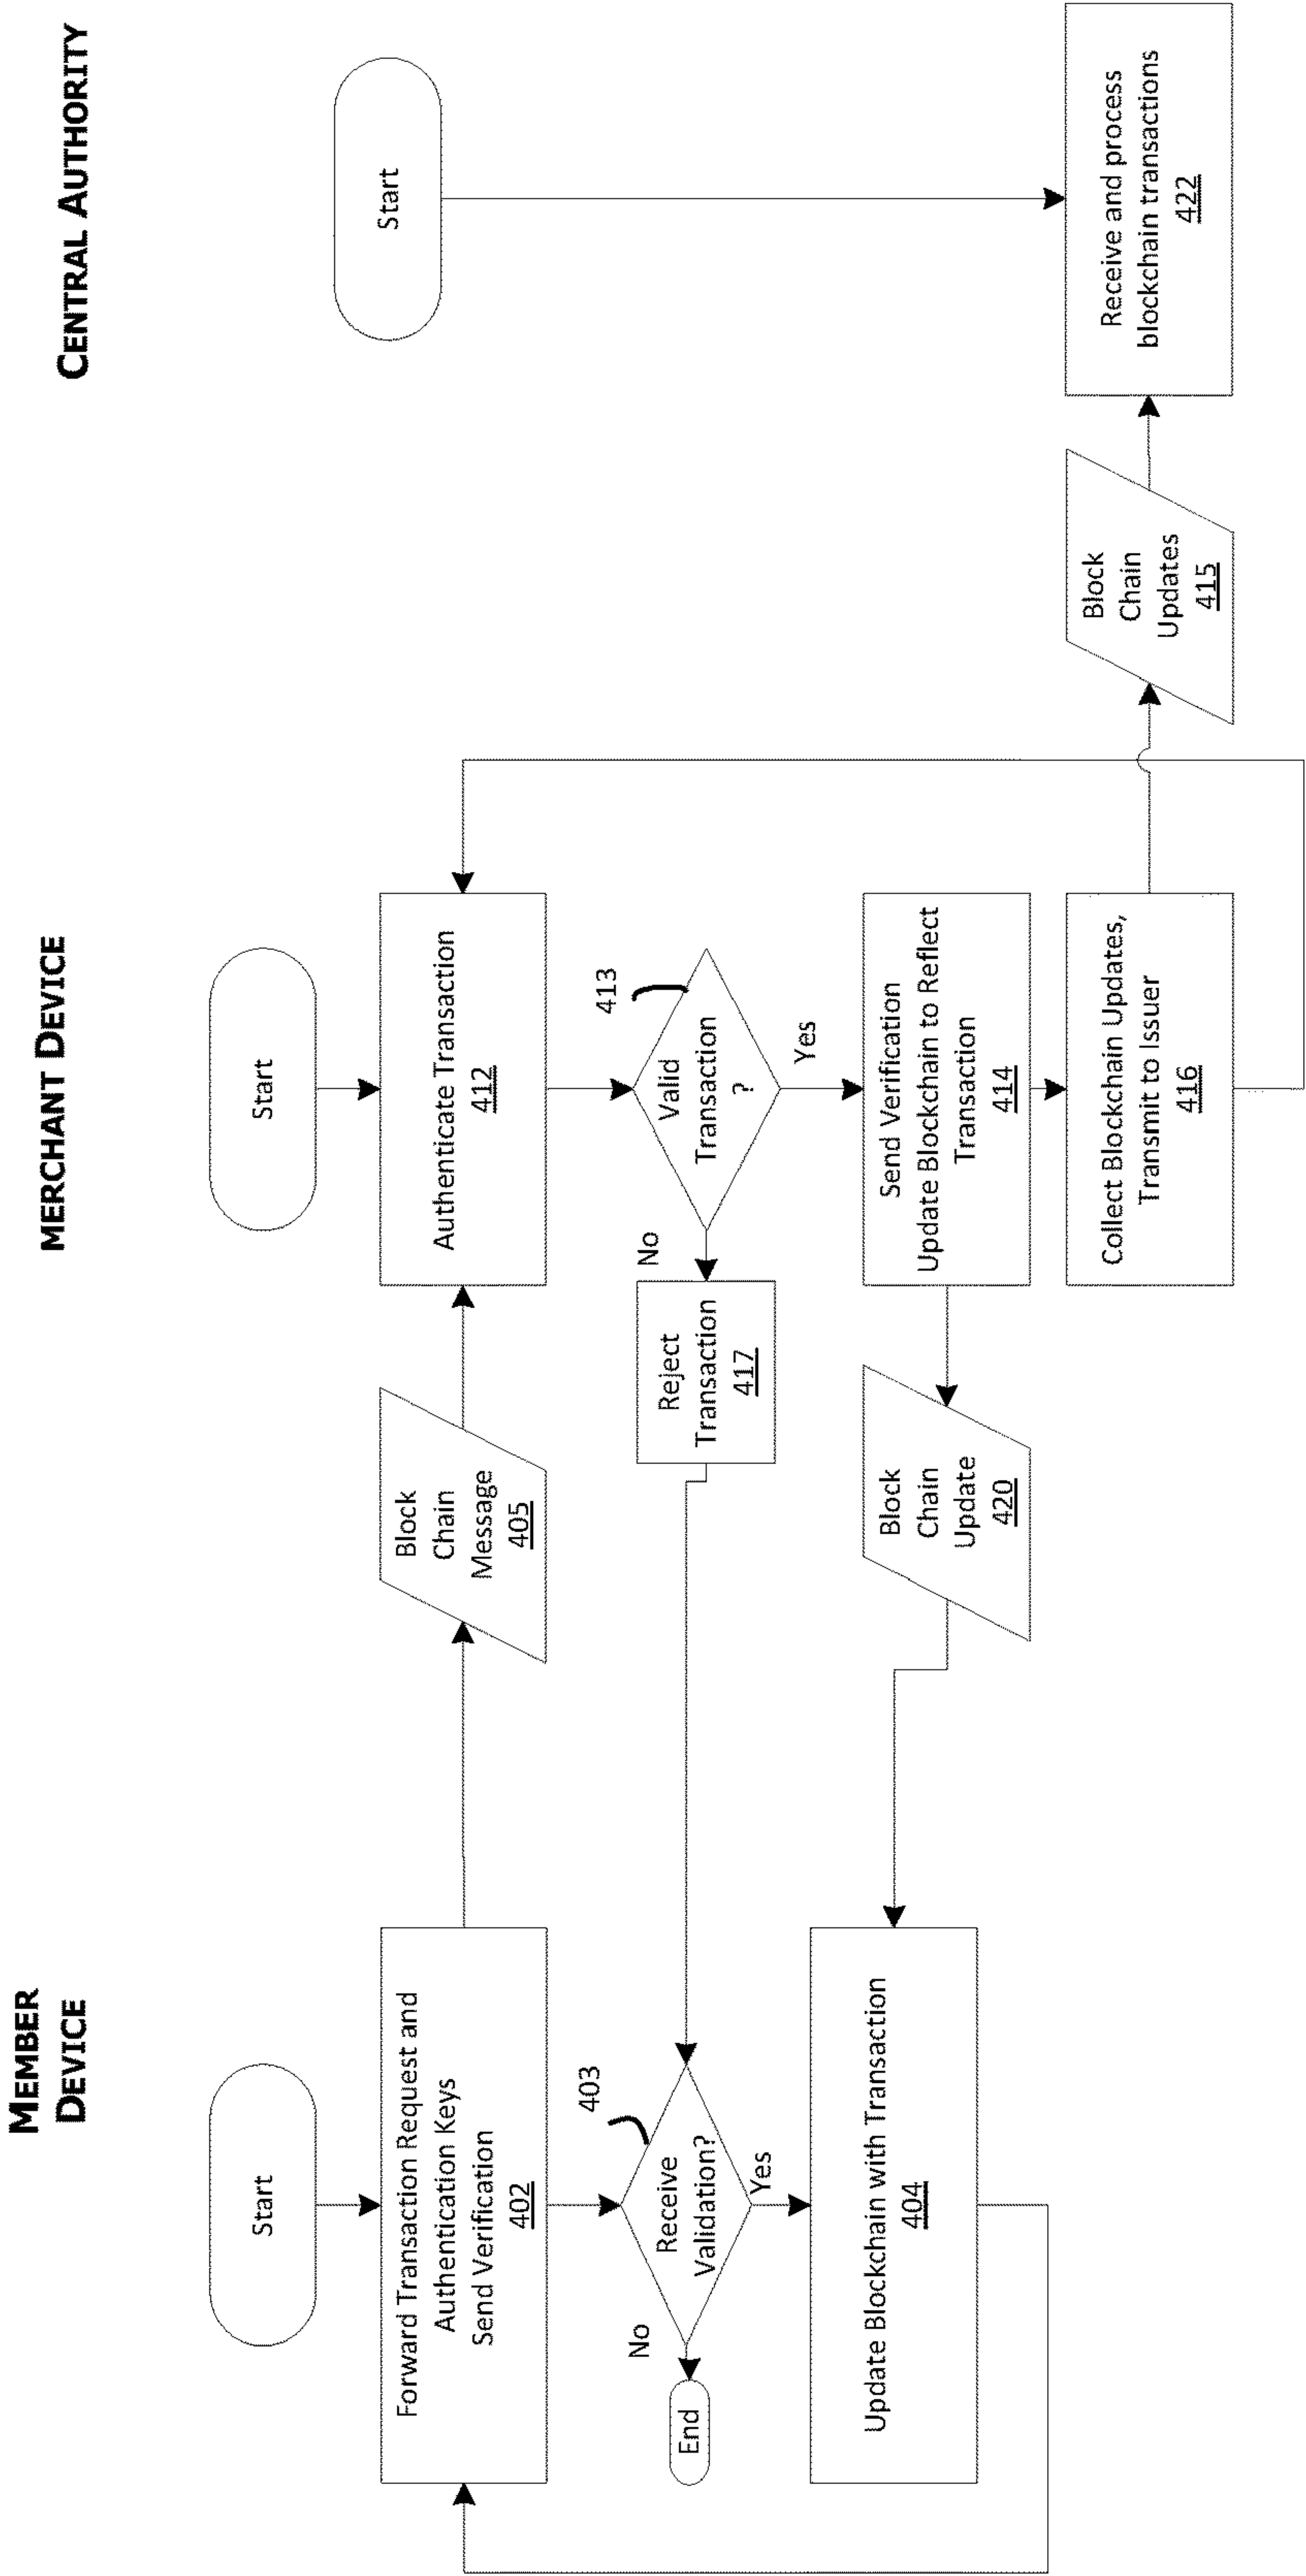 MEMBER
DEVICE
MERCHANT DEVICE
CENTRAL AUTHORITY
Start
Start
Start
Forward Transaction Request and
Authentication Keys
Send Verification
402
Block
Chain
Message
405
Authenticate Transaction
412
403
Receive
Validation?
No
Yes
End
Reject
Transaction
417
No
413
Valid
Transaction
?
Yes
Update Blockchain with Transaction
404
Block
Chain
Update
420
Send Verification
Update Blockchain to Reflect
Transaction
414
Collect Blockchain Updates,
Transmit to Issuer
416
Block
Chain
Updates
415
Receive and process
blockchain transactions
422